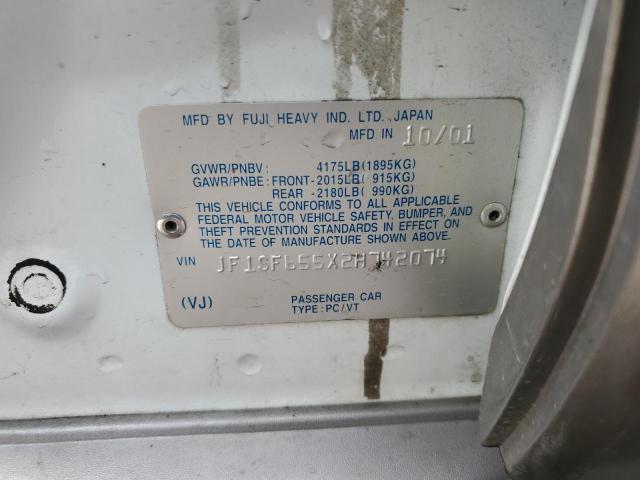 MFD BY FUJI HEAVY IND. LTD. JAPAN
MFD IN 10/01
GVWR/PNBV : 4175LB(1895KG)
GAWR/PNBE: FRONT-2015LB( 915KG)
REAR -2180LB( 990KG)
THIS VEHICLE CONFORMS TO ALL APPLICABLE
FEDERAL MOTOR VEHICLE SAFETY, BUMPER, AND
THEFT PREVENTION STANDARDS IN EFFECT ON
THE DATE OF MANUFACTURE SHOWN ABOVE.
VIN JF1SF655X2H742074
(VJ) PASSENGER CAR
TYPE:PC/VT